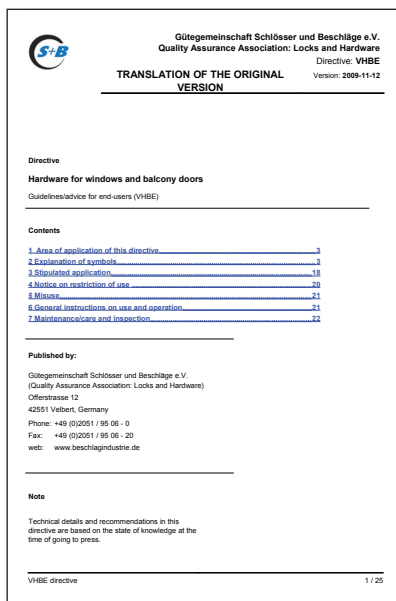 S+B
Gütegemeinschaft Schlösser und Beschläge e.V.
Quality Assurance Association: Locks and Hardware
Directive: VHBE
TRANSLATION OF THE ORIGINAL
VERSION
Version: 2009-11-12
Directive
Hardware for windows and balcony doors
Guidelines/advice for end-users (VHBE)
Contents
1 Area of application of this directive 3
2 Explanation of symbols 3
3 Stipulated application 18
4 Notice on restriction of use 20
5 Misuse 21
6 General instructions on use and operation 21
7 Maintenance/care and inspection 22
Published by:
Gütegemeinschaft Schlösser und Beschläge e.V.
(Quality Assurance Association: Locks and Hardware)
Offerstrasse 12
42551 Velbert, Germany
Phone: +49 (0)2051 / 95 06 - 0
Fax: +49 (0)2051 / 95 06 - 20
web: www.beschlagindustrie.de
Note
Technical details and recommendations in this
directive are based on the state of knowledge at the
time of going to press.
VHBE directive 1 / 25